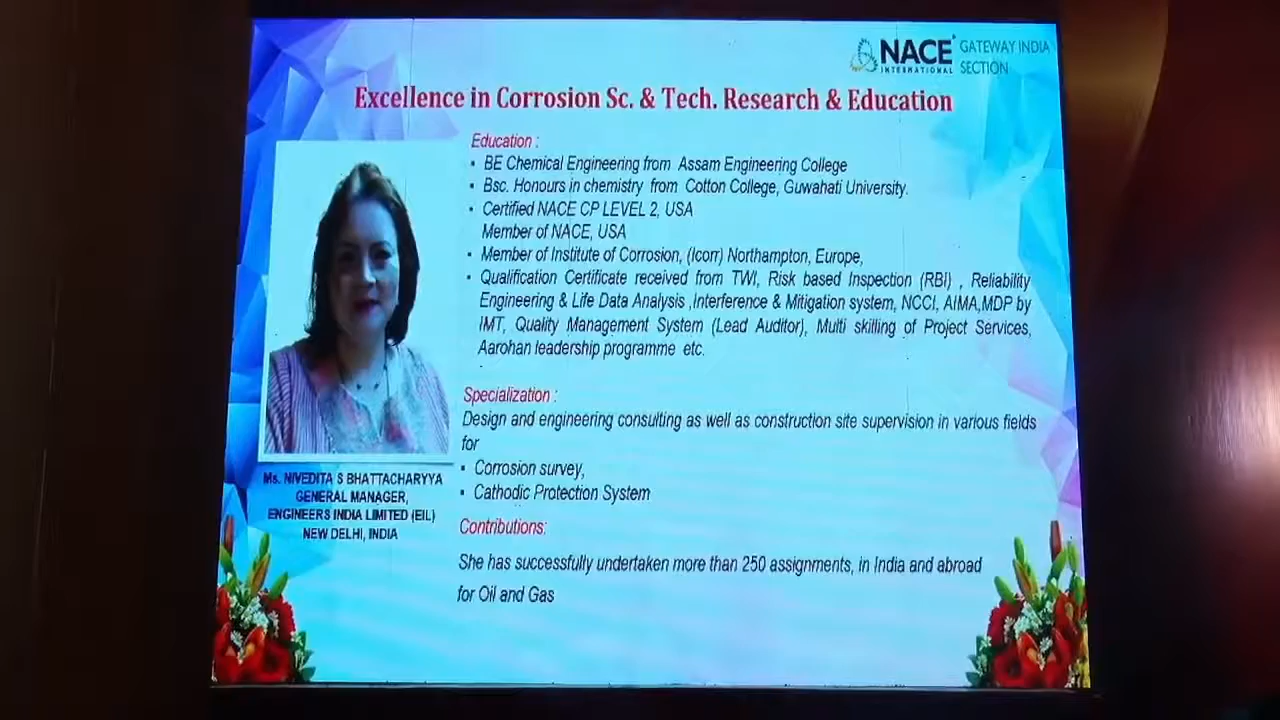 NACE INTERNATIONAL
GATEWAY INDIA
SECTION
Excellence in Corrosion Sc. & Tech. Research & Education
Education :
• BE Chemical Engineering from Assam Engineering College
• Bsc. Honours in chemistry from Cotton College, Guwahati University.
• Certified NACE CP LEVEL 2, USA
Member of NACE, USA
• Member of Institute of Corrosion, (Icorr) Northampton, Europe,
• Qualification Certificate received from TWI, Risk based Inspection (RBI) , Reliability
Engineering & Life Data Analysis ,Interference & Mitigation system, NCCI, AIMA,MDP by
IMT, Quality Management System (Lead Auditor), Multi skilling of Project Services,
Aarohan leadership programme etc.
Specialization :
Design and engineering consulting as well as construction site supervision in various fields
for
• Corrosion survey,
• Cathodic Protection System
Contributions:
She has successfully undertaken more than 250 assignments, in India and abroad
for Oil and Gas
Ms. NIVEDITA S BHATTACHARYYA
GENERAL MANAGER,
ENGINEERS INDIA LIMITED (EIL)
NEW DELHI, INDIA